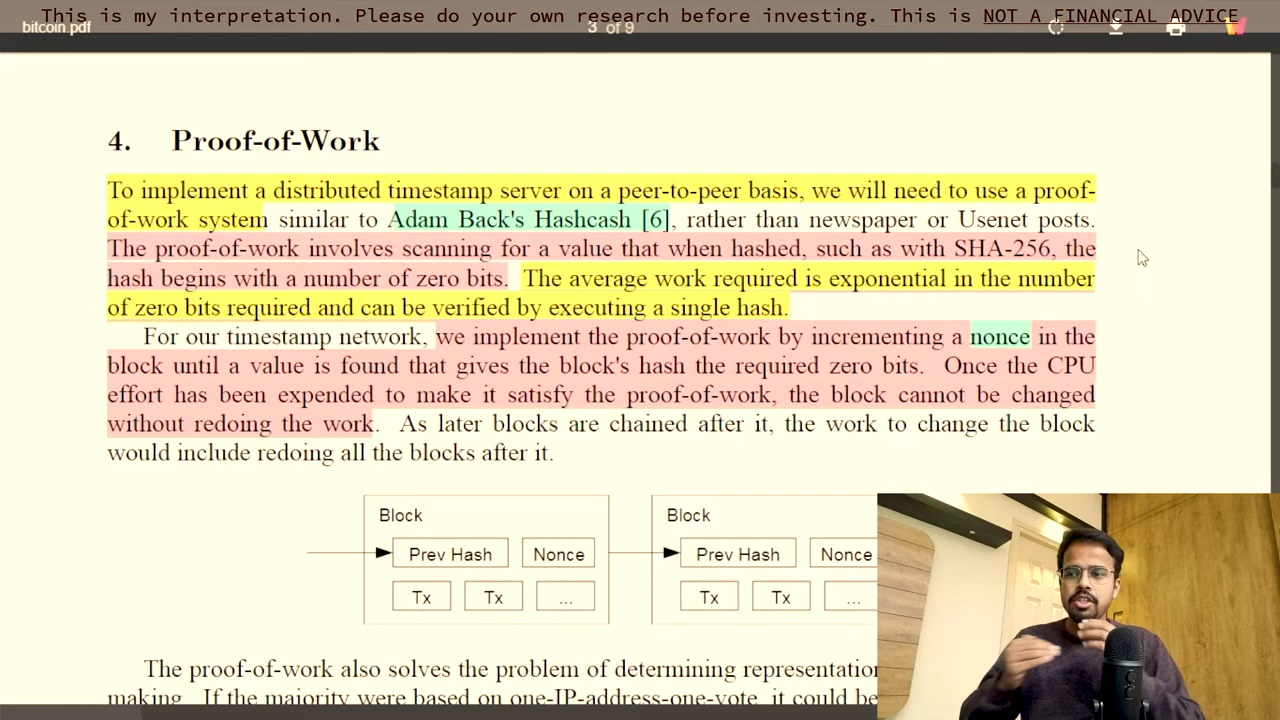 This is my interpretation. Please do your own research before investing. This is NOT A FINANCIAL ADVICE
bitcoin.pdf
3 of 9
4. Proof-of-Work
To implement a distributed timestamp server on a peer-to-peer basis, we will need to use a proof-
of-work system similar to Adam Back's Hashcash [6], rather than newspaper or Usenet posts.
The proof-of-work involves scanning for a value that when hashed, such as with SHA-256, the
hash begins with a number of zero bits. The average work required is exponential in the number
of zero bits required and can be verified by executing a single hash.
For our timestamp network, we implement the proof-of-work by incrementing a nonce in the
block until a value is found that gives the block's hash the required zero bits. Once the CPU
effort has been expended to make it satisfy the proof-of-work, the block cannot be changed
without redoing the work. As later blocks are chained after it, the work to change the block
would include redoing all the blocks after it.
Block
Prev Hash
Nonce
Tx
Tx
...
Block
Prev Hash
Nonce
Tx
Tx
...
The proof-of-work also solves the problem of determining representation
making. If the majority were based on one-IP-address-one-vote, it could be